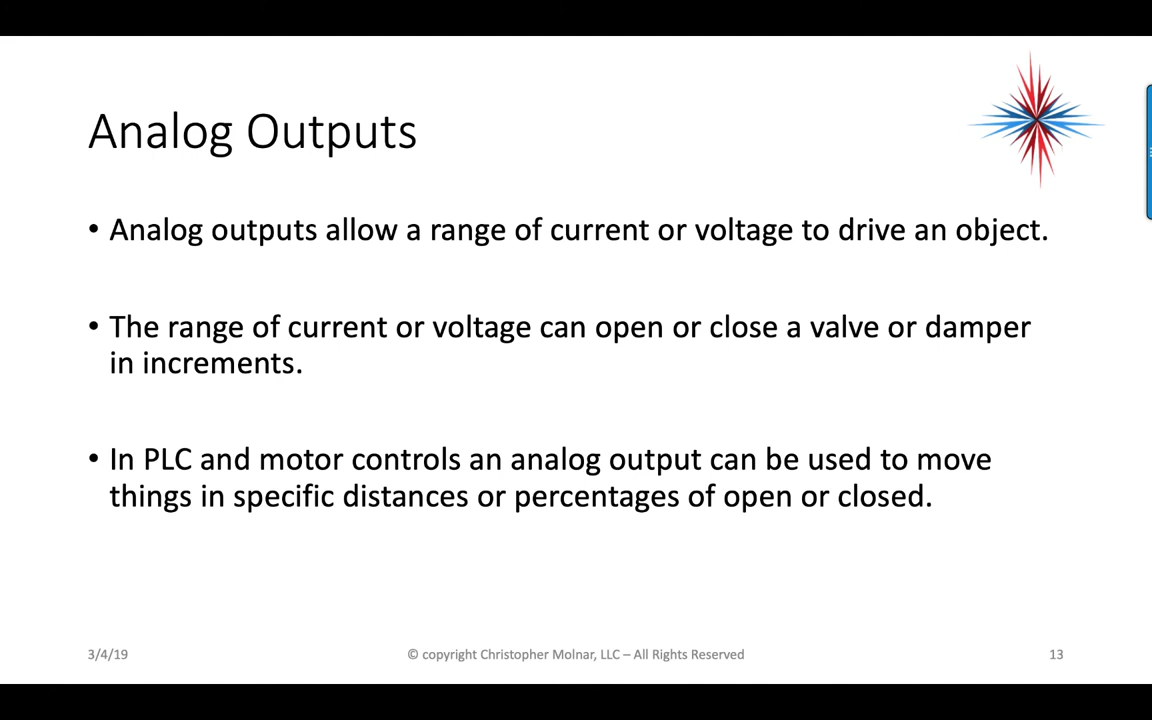 Analog Outputs
• Analog outputs allow a range of current or voltage to drive an object.
• The range of current or voltage can open or close a valve or damper
in increments.
• In PLC and motor controls an analog output can be used to move
things in specific distances or percentages of open or closed.
3/4/19
© copyright Christopher Molnar, LLC – All Rights Reserved
13